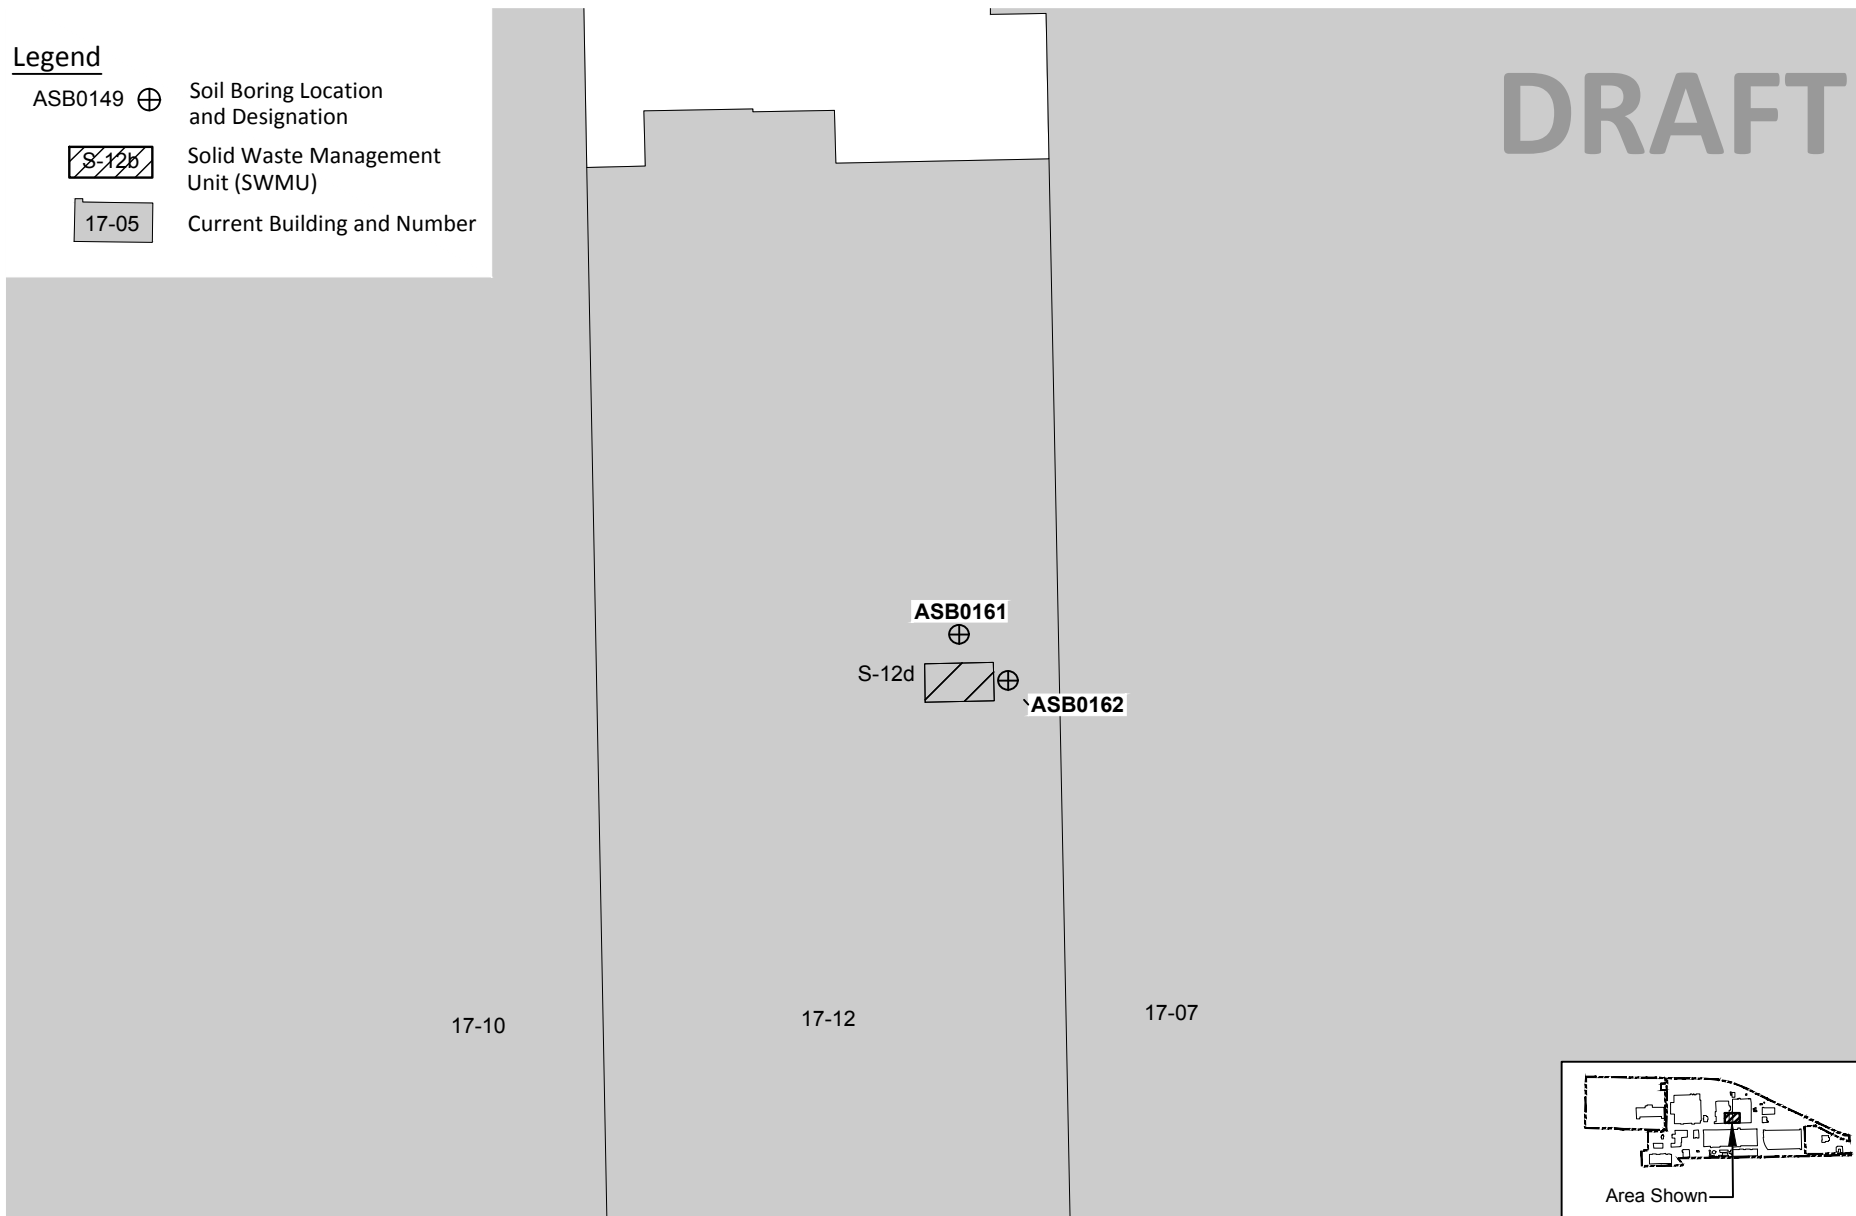 Legend
ASB0149
Soil Boring Location
and Designation
S-12b
Solid Waste Management
Unit (SWMU)
17-05
Current Building and Number
DRAFT
ASB0161
S-12d
ASB0162
17-10
17-12
17-07
Area Shown